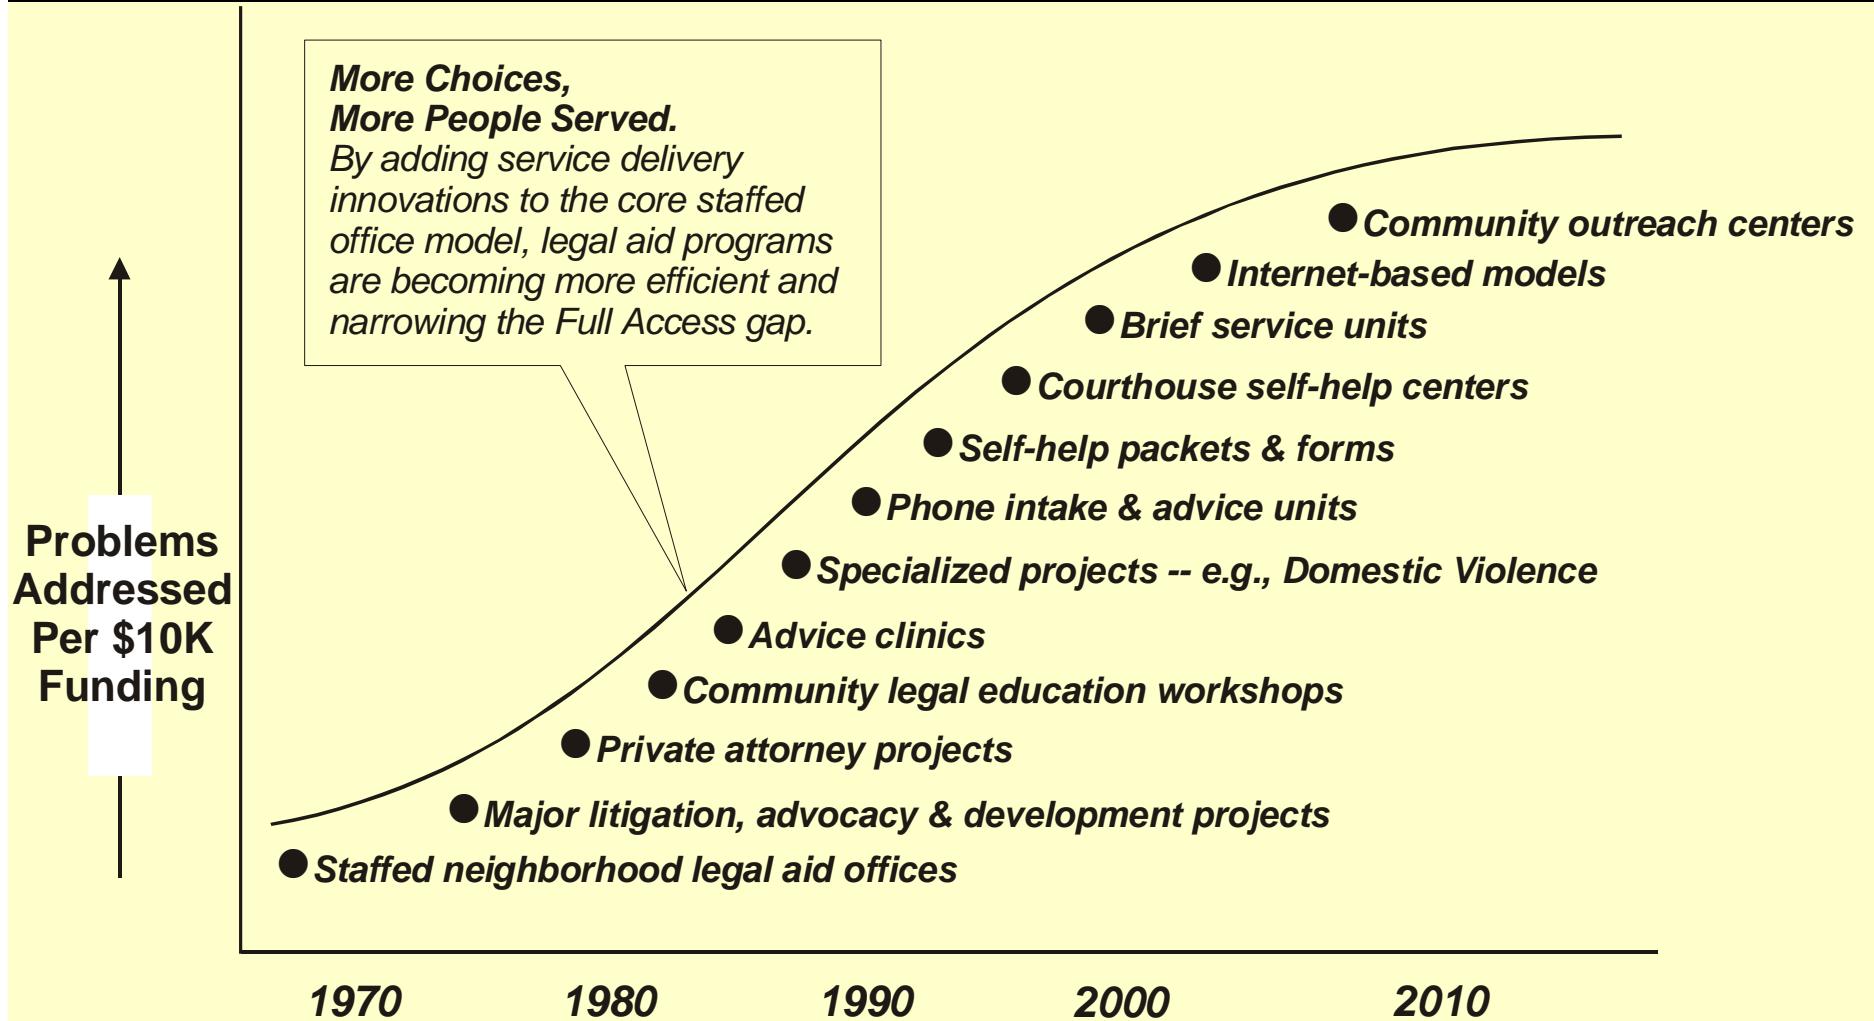 More Choices,
More People Served.
By adding service delivery
innovations to the core staffed
office model, legal aid programs
are becoming more efficient and
narrowing the Full Access gap.
Community outreach centers
Internet-based models
Brief service units
Courthouse self-help centers
Self-help packets & forms
Phone intake & advice units
Specialized projects -- e.g., Domestic Violence
Advice clinics
Community legal education workshops
Private attorney projects
Major litigation, advocacy & development projects
Staffed neighborhood legal aid offices
Problems
Addressed
Per $10K
Funding
1970 1980 1990 2000 2010